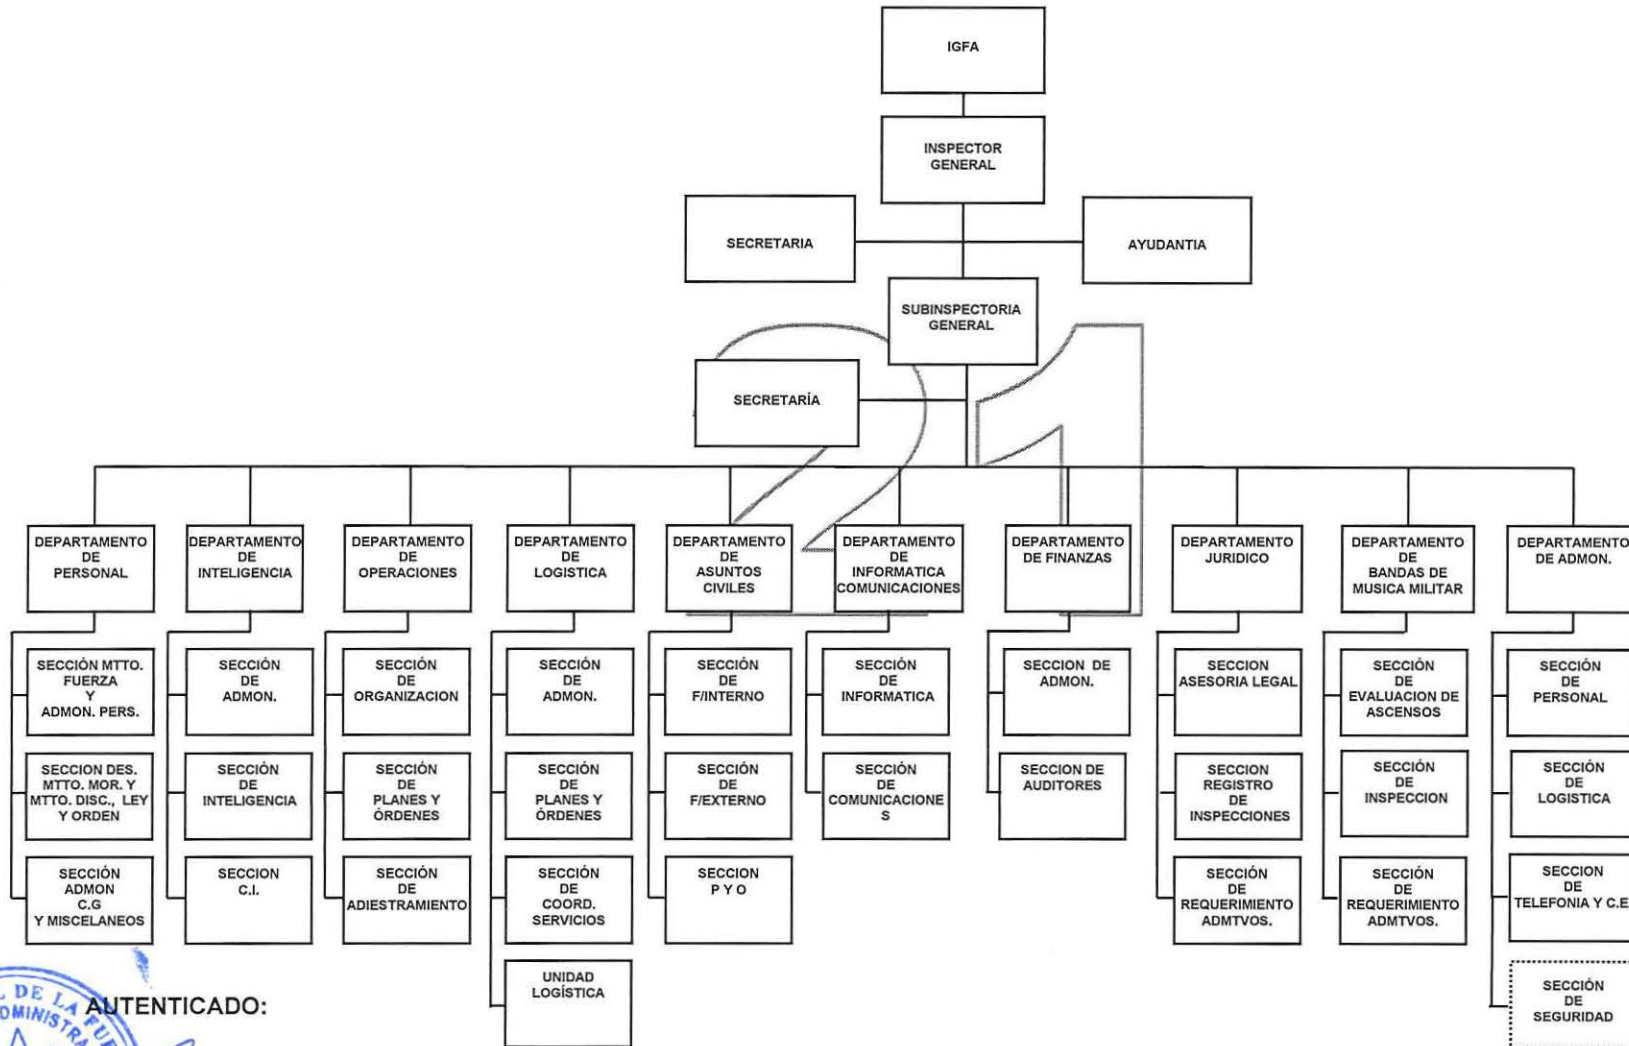 IGFA
INSPECTOR
GENERAL
SECRETARIA
AYUDANTIA
SUBINSPECTORIA
GENERAL
SECRETARÍA
21
DEPARTAMENTO
DE
PERSONAL
DEPARTAMENTO
DE
INTELIGENCIA
DEPARTAMENTO
DE
OPERACIONES
DEPARTAMENTO
DE
LOGISTICA
DEPARTAMENTO
DE
ASUNTOS
CIVILES
DEPARTAMENTO
DE
INFORMATICA
COMUNICACIONES
DEPARTAMENTO
DE FINANZAS
DEPARTAMENTO
JURIDICO
DEPARTAMENTO
DE
BANDAS DE
MUSICA MILITAR
DEPARTAMENTO
DE ADMON.
SECCIÓN MTTO.
FUERZA
Y
ADMON. PERS.
SECCIÓN
DE
ADMON.
SECCIÓN
DE
ORGANIZACION
SECCIÓN
DE
ADMON.
SECCIÓN
DE
F/INTERNO
SECCIÓN
DE
INFORMATICA
SECCION DE
ADMON.
SECCION
ASESORIA LEGAL
SECCIÓN
DE
EVALUACION DE
ASCENSOS
SECCIÓN
DE
PERSONAL
SECCION DES.
MTTO. MOR. Y
MTTO. DISC., LEY
Y ORDEN
SECCIÓN
DE
INTELIGENCIA
SECCIÓN
DE
PLANES Y
ÓRDENES
SECCIÓN
DE
PLANES Y
ÓRDENES
SECCIÓN
DE
F/EXTERNO
SECCIÓN
DE
COMUNICACIONE
S
SECCION DE
AUDITORES
SECCION
REGISTRO
DE
INSPECCIONES
SECCIÓN
DE
INSPECCION
SECCIÓN
DE
LOGISTICA
SECCIÓN
ADMON
C.G
Y MISCELANEOS
SECCION
C.I.
SECCIÓN
DE
ADIESTRAMIENTO
SECCIÓN
DE
COORD.
SERVICIOS
SECCION
P Y O
SECCIÓN
DE
REQUERIMIENTO
ADMTVOS.
SECCIÓN
DE
REQUERIMIENTO
ADMTVOS.
SECCION
DE
TELEFONIA Y C.E
UNIDAD
LOGÍSTICA
SECCIÓN
DE
SEGURIDAD
AUTENTICADO:
DE LA